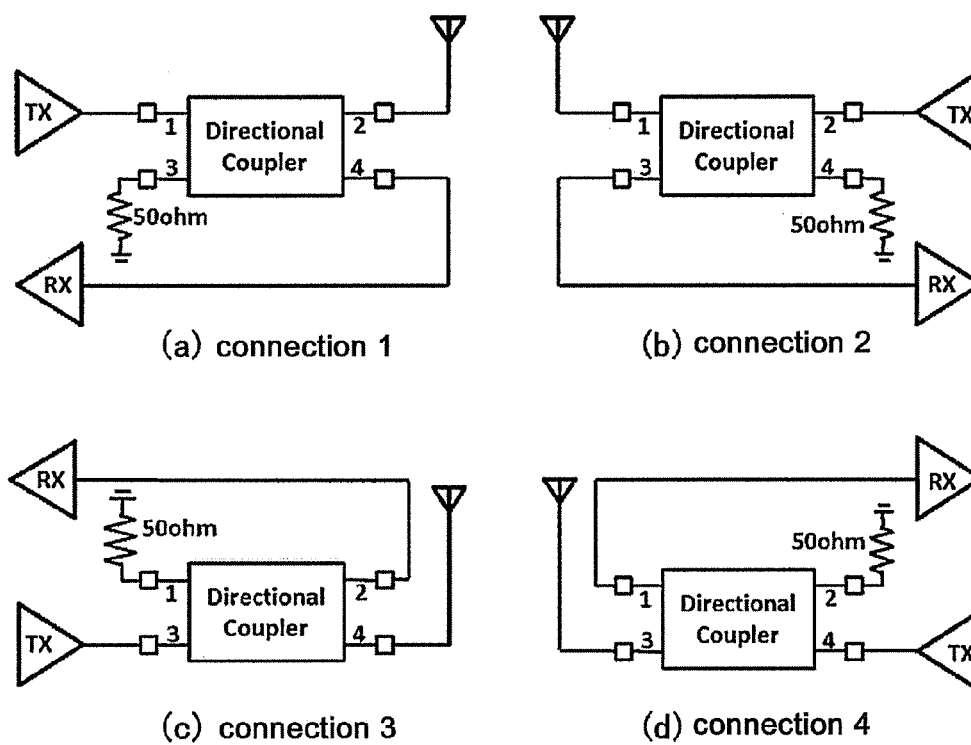 TX
1
Directional
Coupler
2
3
4
50ohm
RX
(a) connection 1
1
Directional
Coupler
2
TX
3
4
50ohm
RX
(b) connection 2
RX
50ohm
1
Directional
Coupler
2
TX
3
4
(c) connection 3
RX
50ohm
1
Directional
Coupler
2
3
4
TX
(d) connection 4